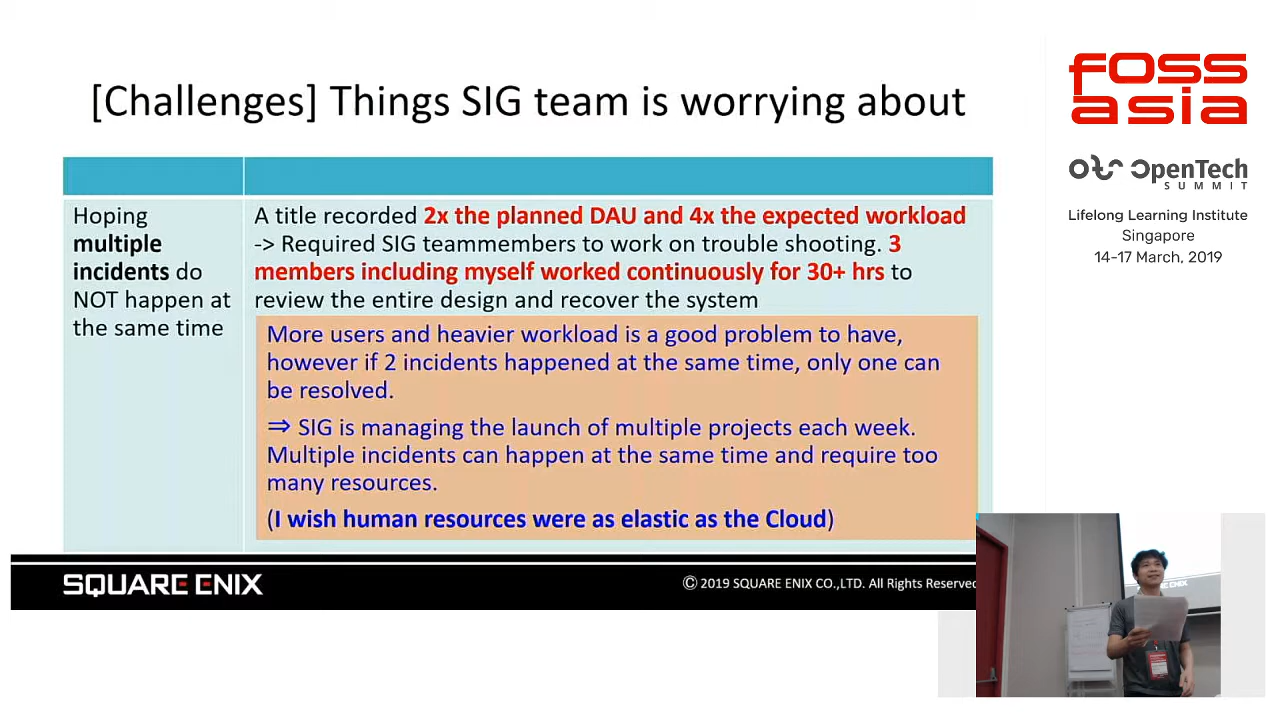 [Challenges] Things SIG team is worrying about
Hoping
multiple
incidents do
NOT happen at
the same time
A title recorded 2x the planned DAU and 4x the expected workload
-> Required SIG teammembers to work on trouble shooting. 3
members including myself worked continuously for 30+ hrs to
review the entire design and recover the system
More users and heavier workload is a good problem to have,
however if 2 incidents happened at the same time, only one can
be resolved.
⇒ SIG is managing the launch of multiple projects each week.
Multiple incidents can happen at the same time and require too
many resources.
(I wish human resources were as elastic as the Cloud)
SQUARE ENIX
© 2019 SQUARE ENIX CO.,LTD. All Rights Reserved
FOSS
asia
OTS OpenTech
SUMMIT
Lifelong Learning Institute
Singapore
14-17 March, 2019